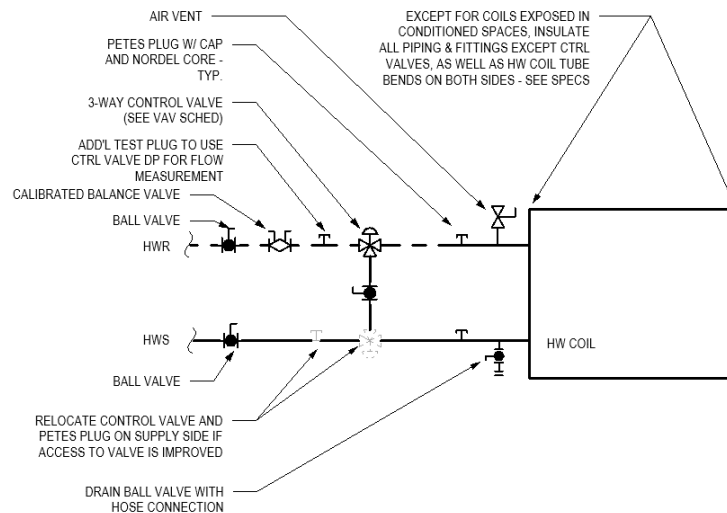 AIR VENT
EXCEPT FOR COILS EXPOSED IN
CONDITIONED SPACES, INSULATE
ALL PIPING & FITTINGS EXCEPT CTRL
VALVES, AS WELL AS HW COIL TUBE
BENDS ON BOTH SIDES - SEE SPECS
PETES PLUG W/ CAP
AND NORDEL CORE -
TYP.
3-WAY CONTROL VALVE
(SEE VAV SCHED)
ADD'L TEST PLUG TO USE
CTRL VALVE DP FOR FLOW
MEASUREMENT
CALIBRATED BALANCE VALVE
BALL VALVE
HWR
HWS
HW COIL
BALL VALVE
RELOCATE CONTROL VALVE AND
PETES PLUG ON SUPPLY SIDE IF
ACCESS TO VALVE IS IMPROVED
DRAIN BALL VALVE WITH
HOSE CONNECTION